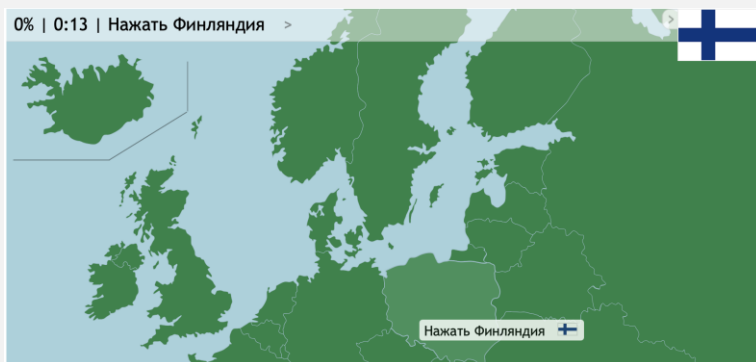 0% | 0:13 | Нажать Финляндия >
>
Нажать Финляндия